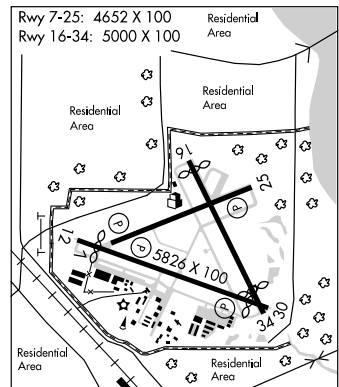 Rwy 7-25: 4652 X 100
Rwy 16-34: 5000 X 100
Residential
Area
Residential
Area
Residential
Area
16
25
P
P
12
P
5826 X 100
P
34
30
Residential
Area
Residential
Area